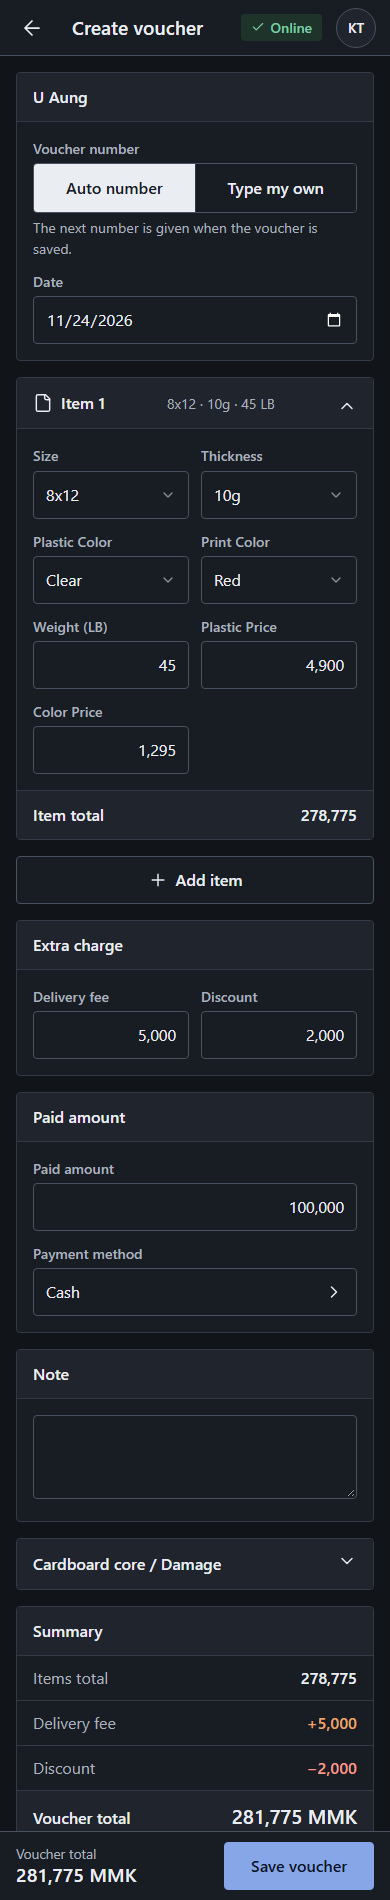 Create voucher
Online
KT
U Aung
Voucher number
Auto number
Type my own
The next number is given when the voucher is
saved.
Date
11/24/2026
Item 1
8x12 · 10g · 45 LB
Size
Thickness
8x12
10g
Plastic Color
Print Color
Clear
Red
Weight (LB)
Plastic Price
45
4,900
Color Price
1,295
Item total
278,775
Add item
Extra charge
Delivery fee
Discount
5,000
2,000
Paid amount
Paid amount
100,000
Payment method
Cash
Note
Cardboard core / Damage
Summary
Items total
278,775
Delivery fee
+5,000
Discount
−2,000
Voucher total
281,775 MMK
Voucher total
281,775 MMK
Save voucher